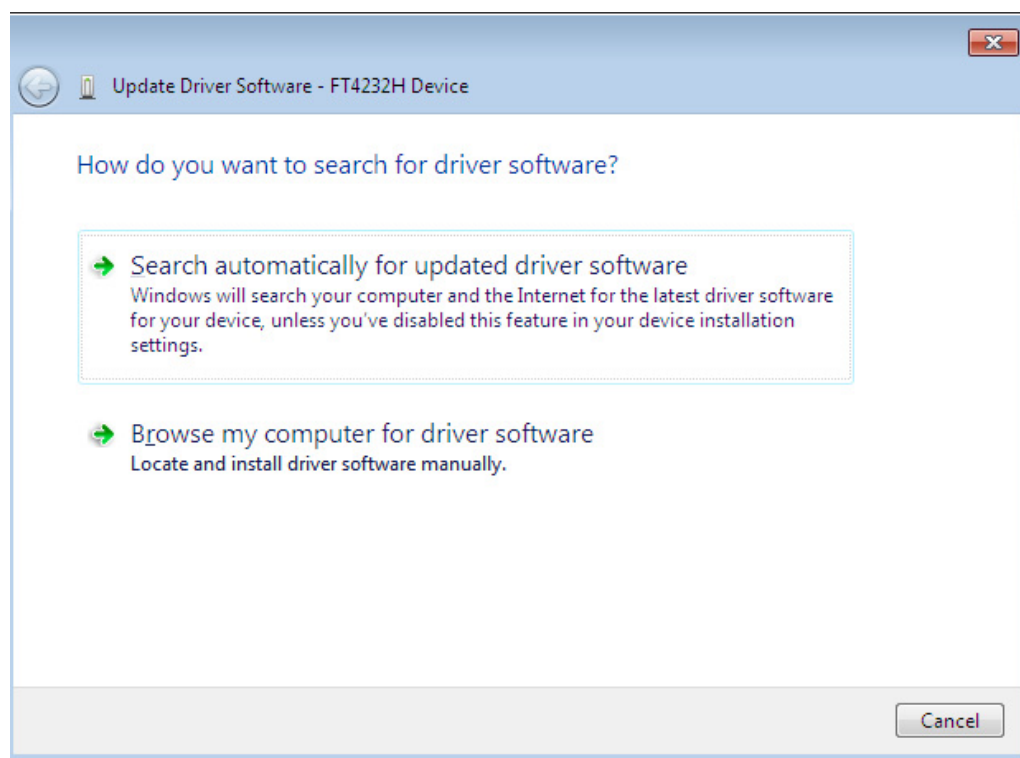 Update Driver Software - FT4232H Device
How do you want to search for driver software?
Search automatically for updated driver software
Windows will search your computer and the Internet for the latest driver software
for your device, unless you've disabled this feature in your device installation
settings.
Browse my computer for driver software
Locate and install driver software manually.
Cancel